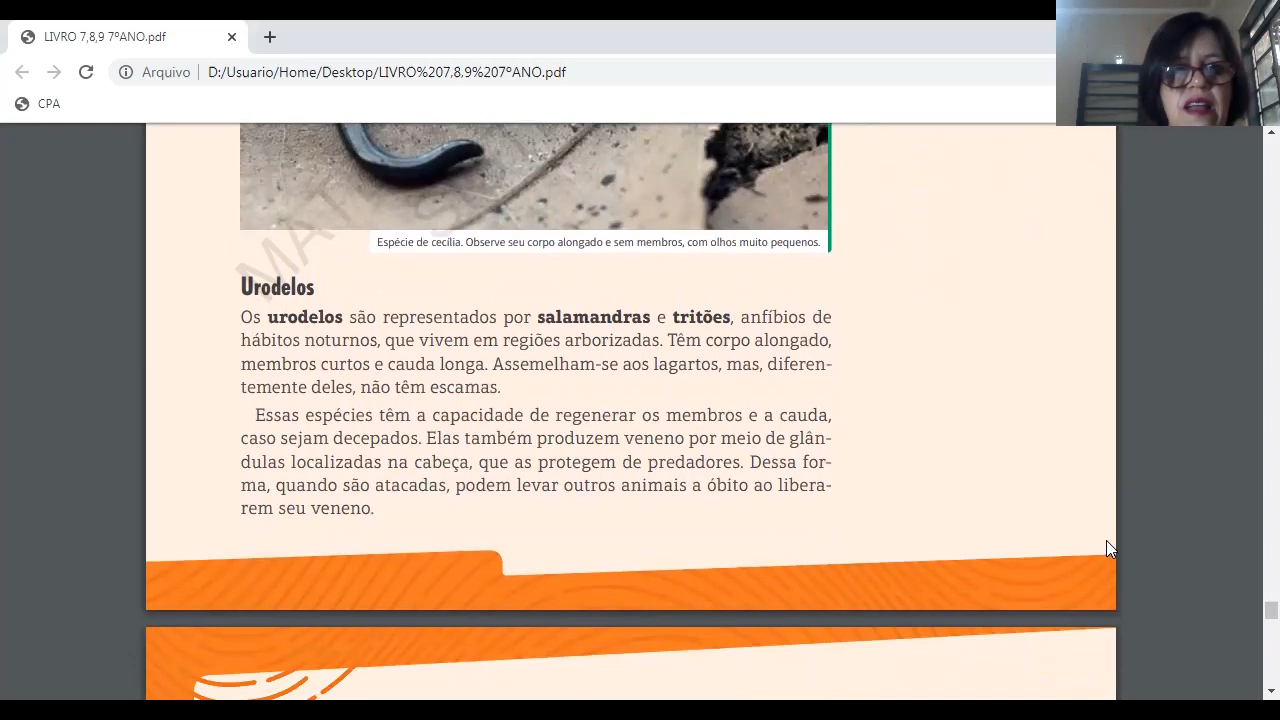 LIVRO 7,8,9 7ºANO.pdf
Arquivo
D:/Usuario/Home/Desktop/LIVRO%207,8.9%207ºANO.pdf
CPA
Espécie de cecília. Observe seu corpo alongado e sem membros, com olhos muito pequenos.
Urodelos
Os urodelos são representados por salamandras e tritões, anfíbios de
hábitos noturnos, que vivem em regiões arborizadas. Têm corpo alongado,
membros curtos e cauda longa. Assemelham-se aos lagartos, mas, diferen-
temente deles, não têm escamas.
Essas espécies têm a capacidade de regenerar os membros e a cauda,
caso sejam decepados. Elas também produzem veneno por meio de glân-
dulas localizadas na cabeça, que as protegem de predadores. Dessa for-
ma, quando são atacadas, podem levar outros animais a óbito ao libera-
rem seu veneno.